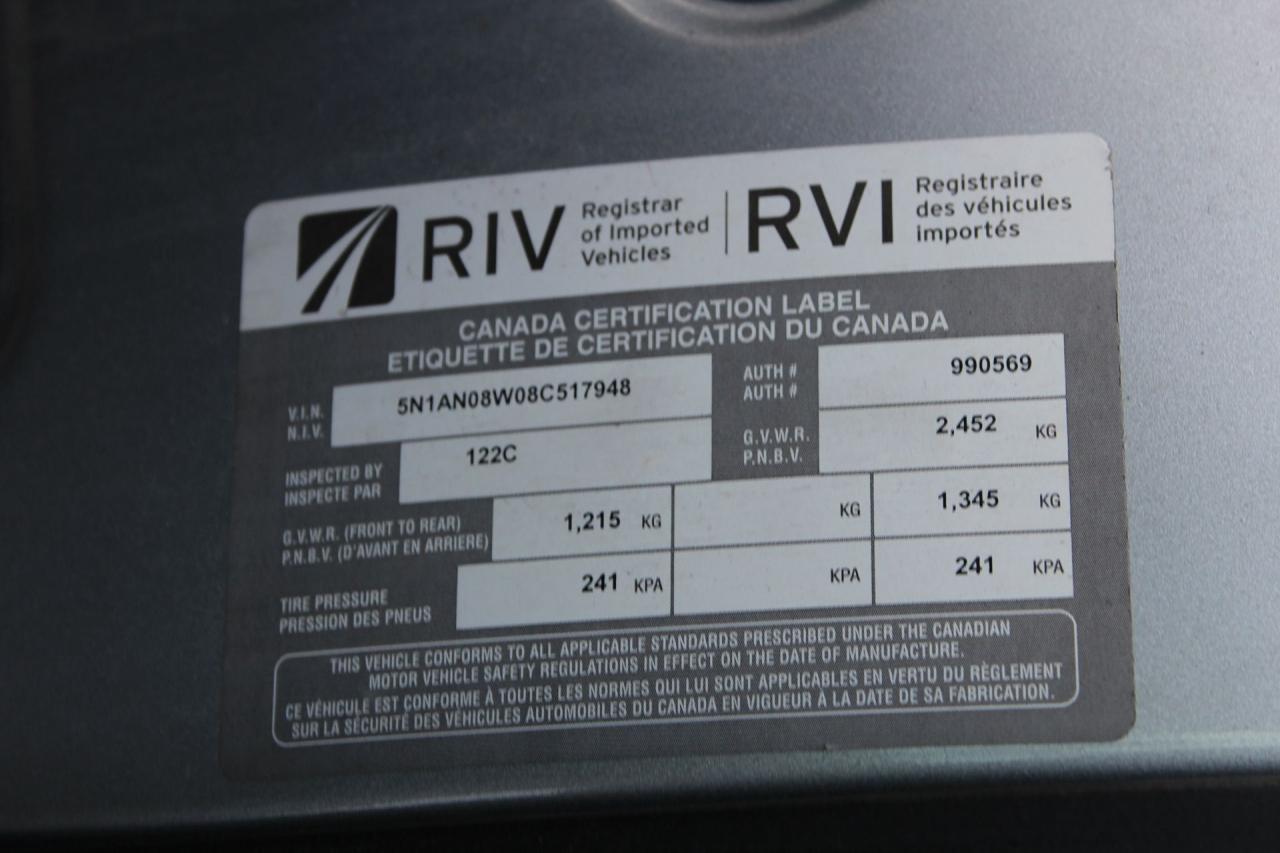 RIV Registrar of Imported Vehicles | RVI Registraire des véhicules importés
CANADA CERTIFICATION LABEL
ETIQUETTE DE CERTIFICATION DU CANADA
V.I.N.
N.I.V.
5N1AN08W08C517948
AUTH #
AUTH #
990569
INSPECTED BY
INSPECTE PAR
122C
G.V.W.R.
P.N.B.V.
2,452 KG
G.V.W.R. (FRONT TO REAR)
P.N.B.V. (D'AVANT EN ARRIERE)
1,215 KG KG 1,345 KG
TIRE PRESSURE
PRESSION DES PNEUS
241 KPA KPA 241 KPA
THIS VEHICLE CONFORMS TO ALL APPLICABLE STANDARDS PRESCRIBED UNDER THE CANADIAN
MOTOR VEHICLE SAFETY REGULATIONS IN EFFECT ON THE DATE OF MANUFACTURE.
CE VÉHICULE EST CONFORME À TOUTES LES NORMES QUI LUI SONT APPLICABLES EN VERTU DU RÈGLEMENT
SUR LA SÉCURITÉ DES VÉHICULES AUTOMOBILES DU CANADA EN VIGUEUR À LA DATE DE SA FABRICATION.